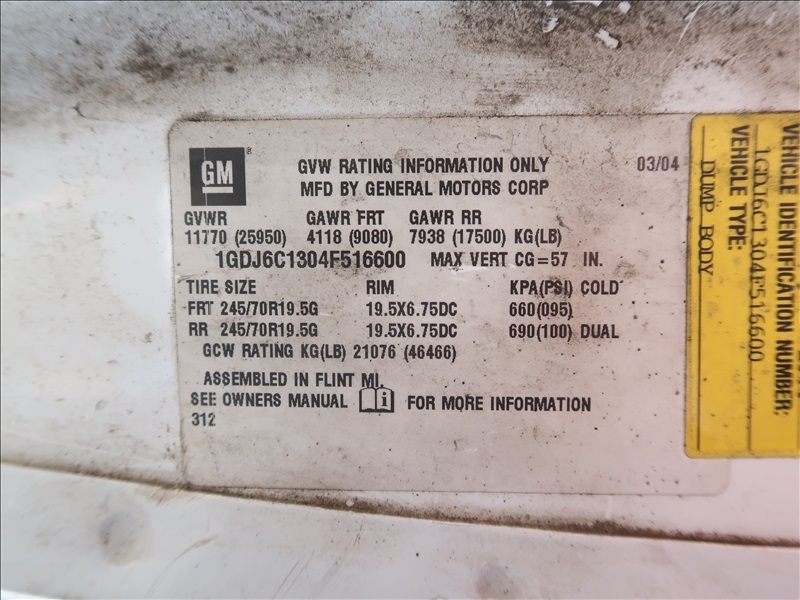 GM®
GVW RATING INFORMATION ONLY 03/04
MFD BY GENERAL MOTORS CORP
GVWR GAWR FRT GAWR RR
11770 (25950) 4118 (9080) 7938 (17500) KG(LB)
1GDJ6C1304F516600 MAX VERT CG=57 IN.
TIRE SIZE RIM KPA(PSI) COLD
FRT 245/70R19.5G 19.5X6.75DC 660(095)
RR 245/70R19.5G 19.5X6.75DC 690(100) DUAL
GCW RATING KG(LB) 21076 (46466)
ASSEMBLED IN FLINT MI.
SEE OWNERS MANUAL i FOR MORE INFORMATION
312
VEHICLE IDENTIFICATION NUMBER:
1GDJ6C1304F516600
VEHICLE TYPE:
DUMP BODY